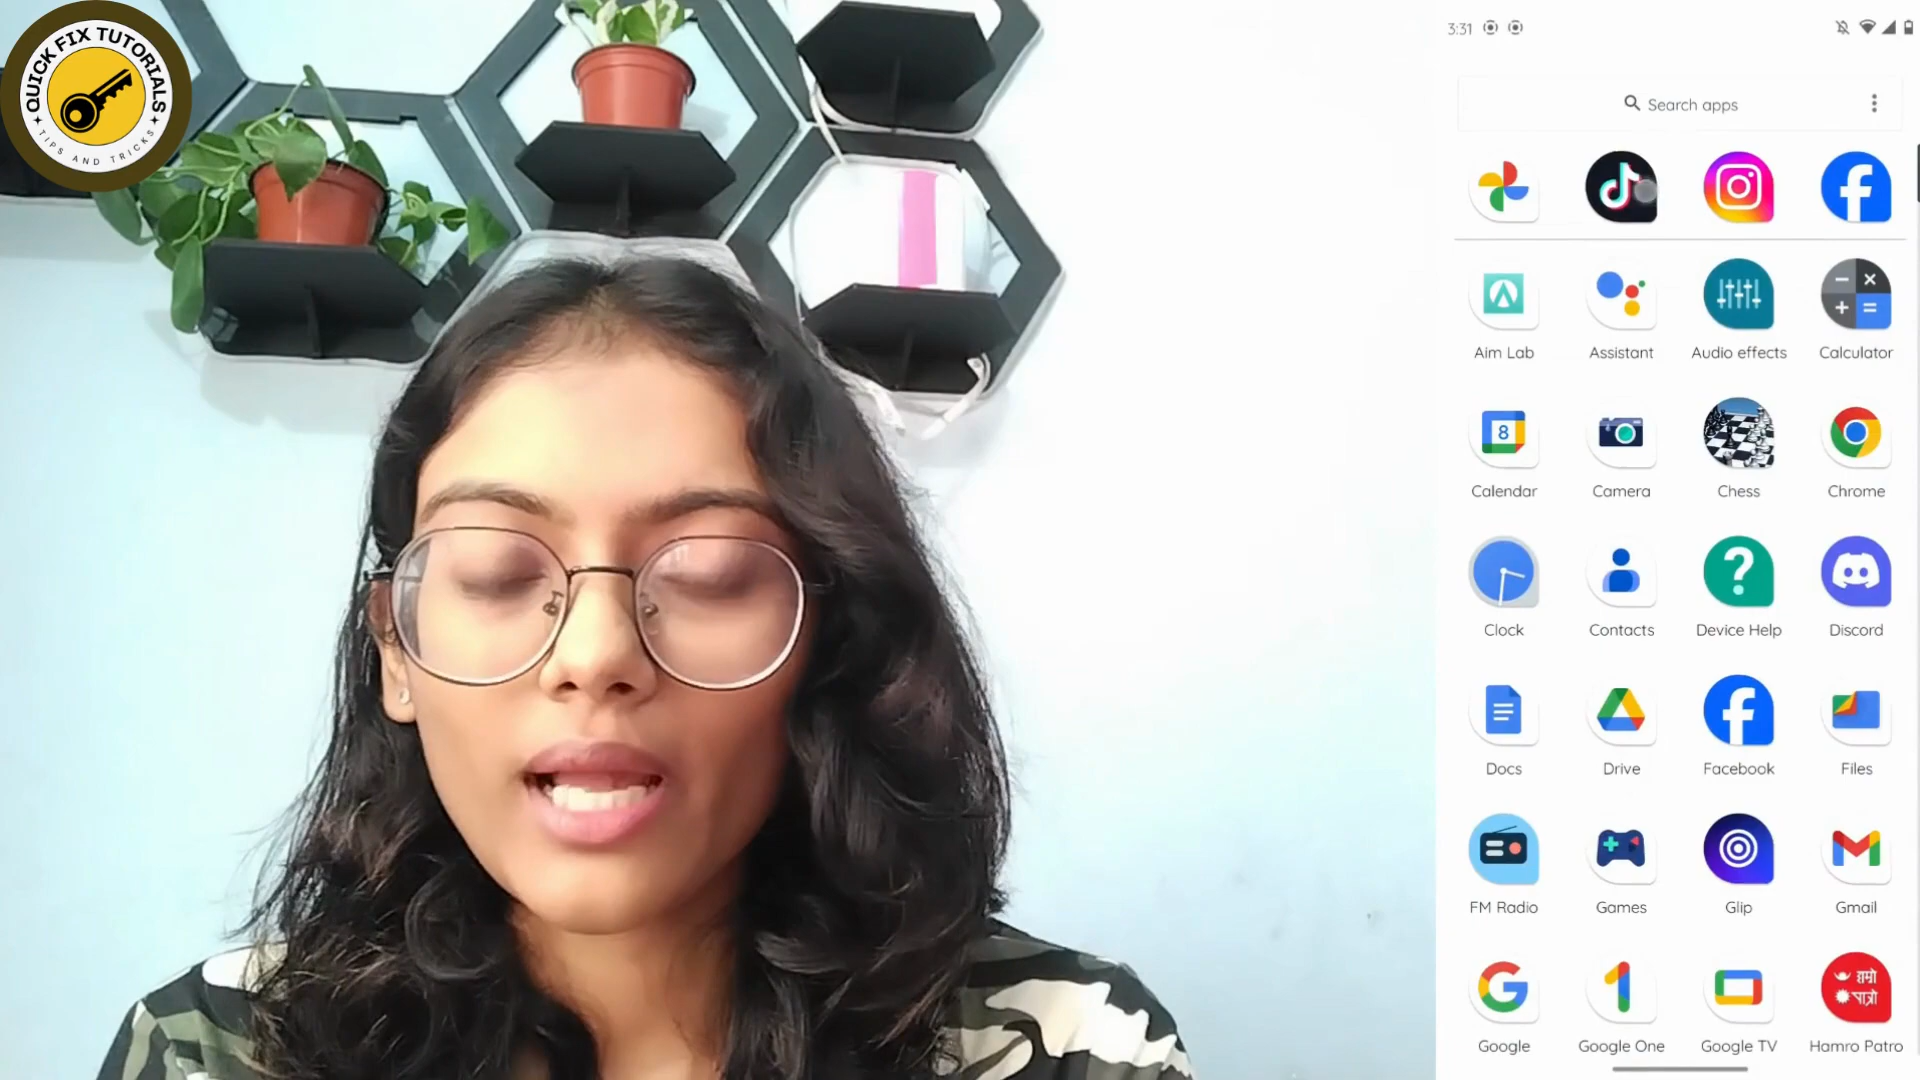 QUICK FIX TUTORIALS
TIPS AND TRICKS
3:31
Search apps
Aim Lab
Assistant
Audio effects
Calculator
8
Calendar
Camera
Chess
Chrome
Clock
Contacts
Device Help
Discord
Docs
Drive
Facebook
Files
FM Radio
Games
Glip
Gmail
हाम्रो
पात्रो
Google
Google One
Google TV
Hamro Patro